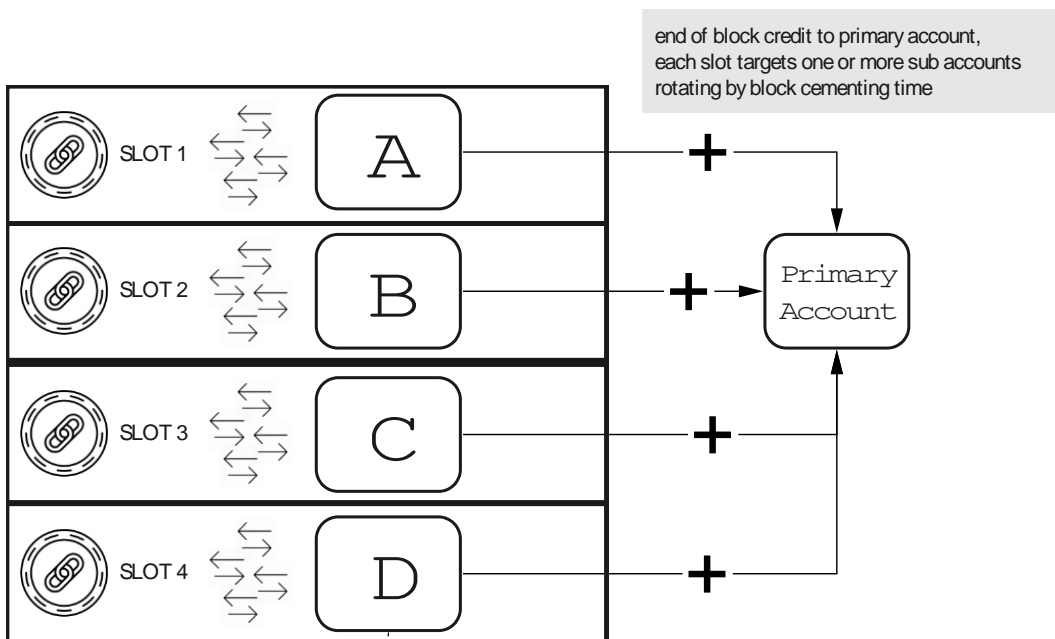 end of block credit to primary account,
each slot targets one or more sub accounts
rotating by block cementing time
SLOT 1
A
SLOT 2
B
Primary
Account
SLOT 3
C
SLOT 4
D